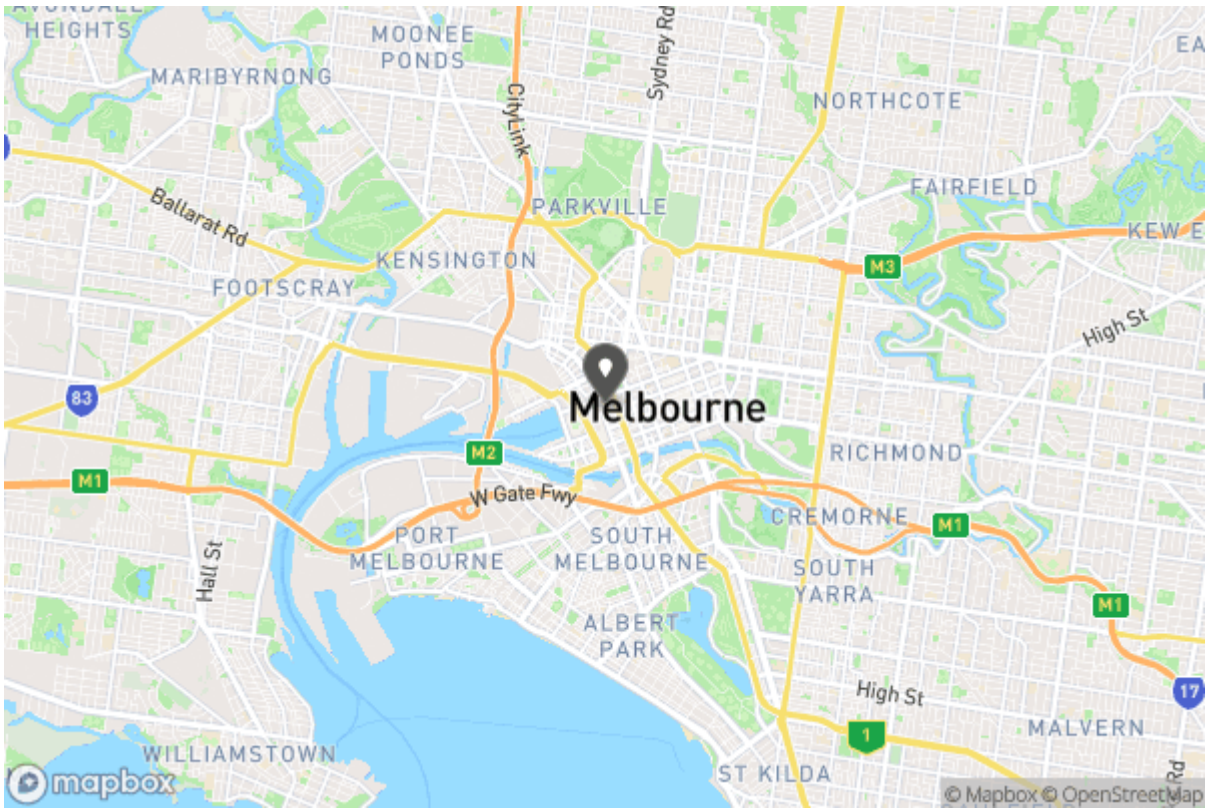 AVONDALE
HEIGHTS
MOONEE
PONDS
Sydney Rd
EA
MARIBYRNONG
CityLink
NORTHCOTE
Ballarat Rd
PARKVILLE
FAIRFIELD
KEW E
KENSINGTON
M3
FOOTSCRAY
High St
83
Melbourne
M2
RICHMOND
M1
W Gate Fwy
CREMORNE
M1
PORT
MELBOURNE
SOUTH
MELBOURNE
Hall St
SOUTH
YARRA
M1
ALBERT
PARK
High St
17
1
MALVERN
WILLIAMSTOWN
ST KILDA
Rd
mapbox
© Mapbox © OpenStreetMap